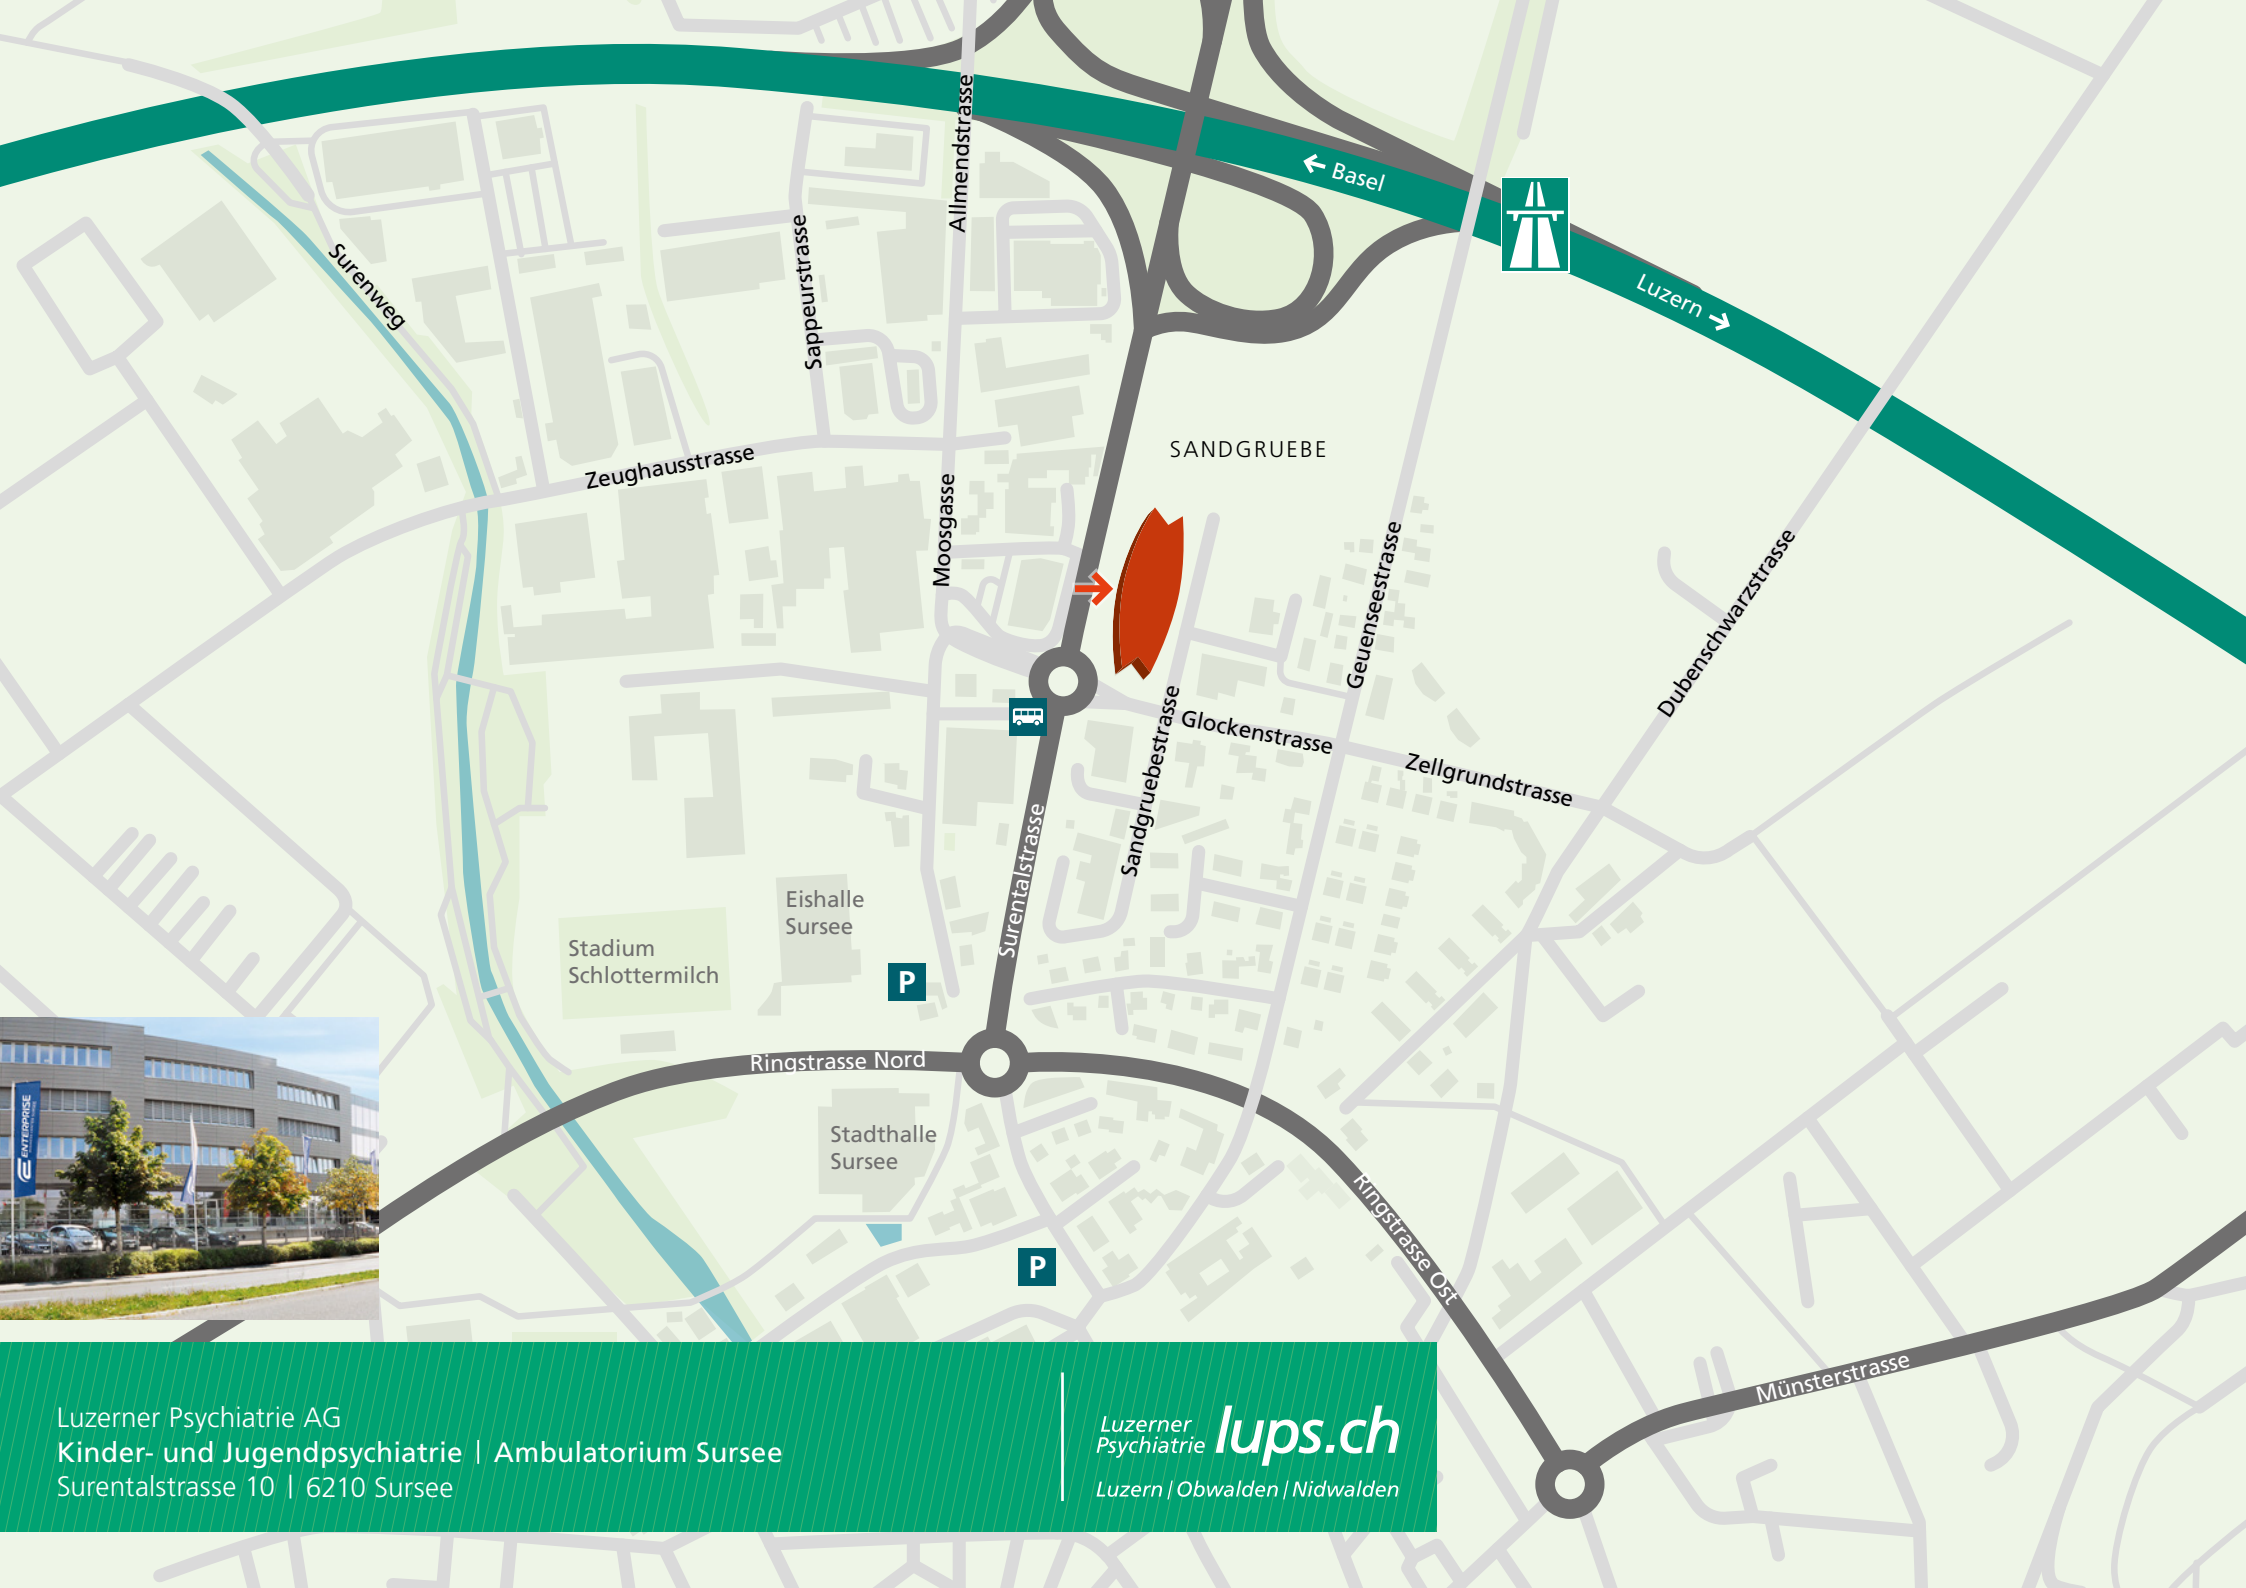 Allmendstrasse
← Basel
Luzern →
Surenweg
Sappeurstrasse
SANDGRUEBE
Zeughausstrasse
Moosgasse
Geuenseestrasse
Dubenschwarzstrasse
Sandgruebestrasse
Glockenstrasse
Zellgrundstrasse
Surentalstrasse
Eishalle
Sursee
Stadium
Schlottermilch
P
Ringstrasse Nord
Stadthalle
Sursee
ENTERPRISE
Ringstrasse Ost
P
Münsterstrasse
Luzerner Psychiatrie AG
Kinder- und Jugendpsychiatrie | Ambulatorium Sursee
Surentalstrasse 10 | 6210 Sursee
Luzerner
Psychiatrie lups.ch
Luzern | Obwalden | Nidwalden